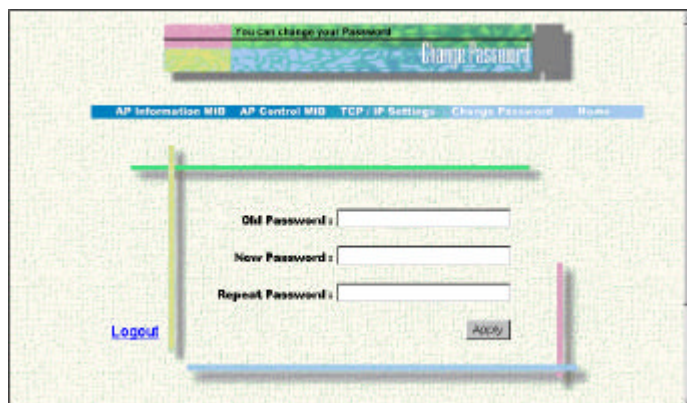 You can change your Password
Change Password
AP Information MIB AP Control MIB TCP / IP Settings Change Password Home
Old Password :
New Password :
Repeat Password :
Logout
Apply